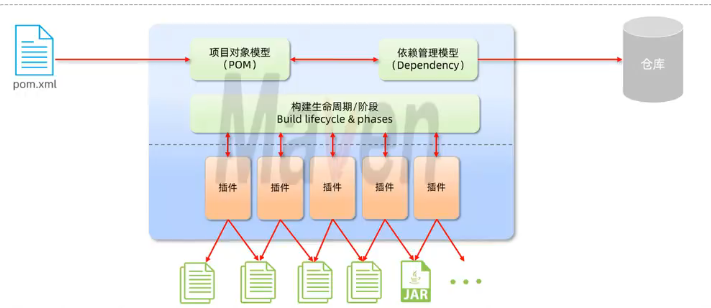 项目对象模型
（POM）
依赖管理模型
（Dependency）
仓库
pom.xml
构建生命周期/阶段
Build lifecycle & phases
Maven
插件
插件
插件
插件
插件
JAR